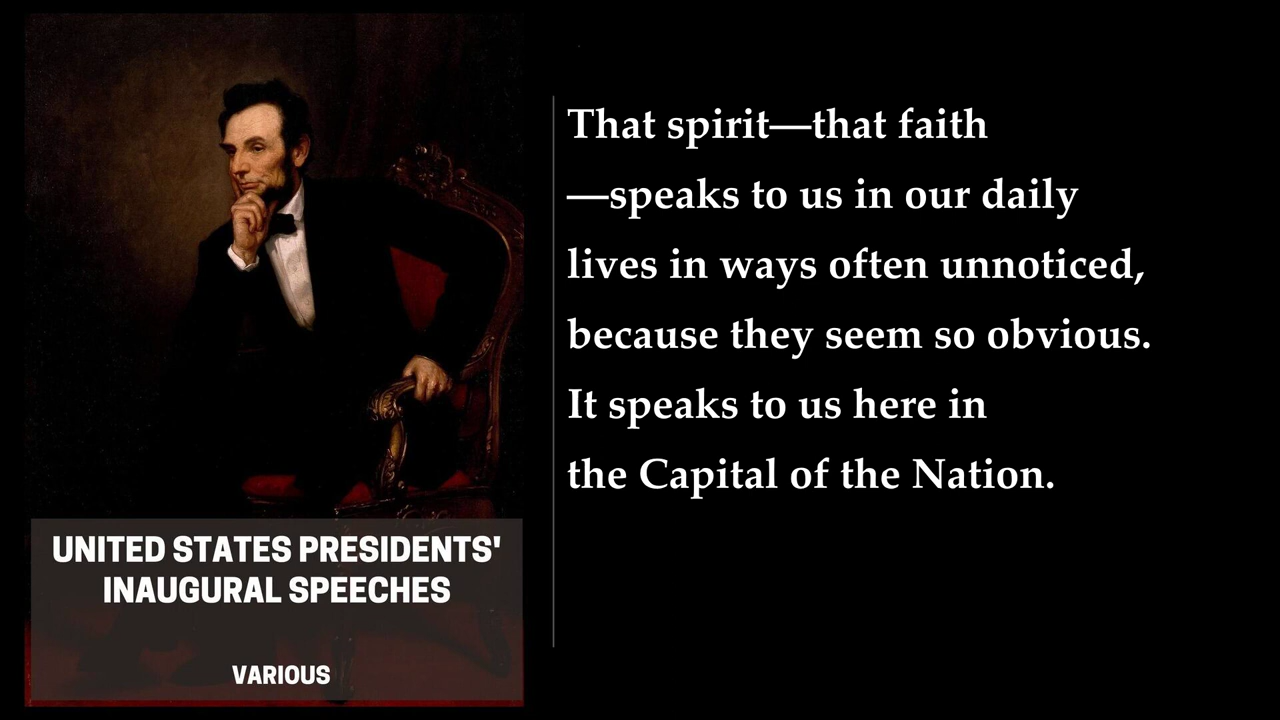 That spirit—that faith
—speaks to us in our daily
lives in ways often unnoticed,
because they seem so obvious.
It speaks to us here in
the Capital of the Nation.
UNITED STATES PRESIDENTS'
INAUGURAL SPEECHES
VARIOUS